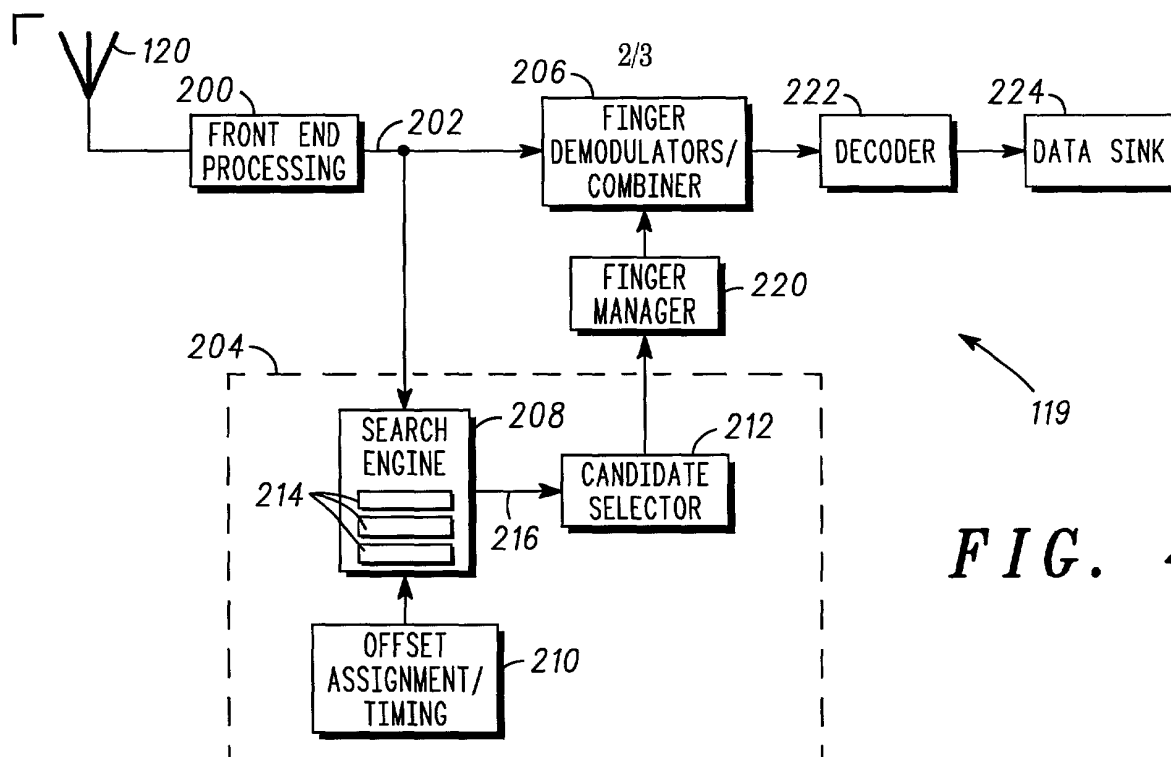 2/3
120
200
FRONT END
PROCESSING
202
206
FINGER
DEMODULATORS/
COMBINER
222
DECODER
224
DATA SINK
FINGER
MANAGER
220
204
119
SEARCH
ENGINE
208
214
216
212
CANDIDATE
SELECTOR
FIG.
OFFSET
ASSIGNMENT/
TIMING
210